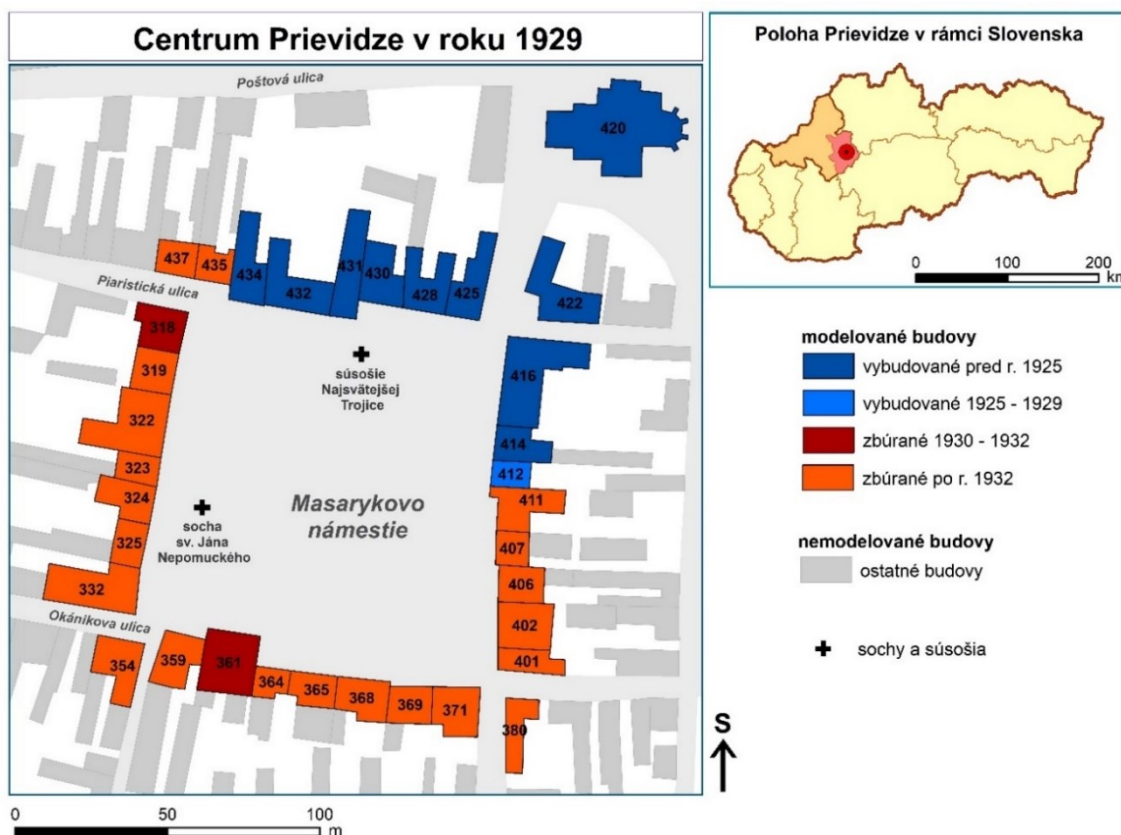 Centrum Prievidze v roku 1929
Poštová ulica
420
437
435
434
432
431
430
428
425
422
Piaristická ulica
318
319
322
323
324
325
332
súsošie
Najsvätejšej
Trojice
416
414
412
411
407
406
402
401
Masarykovo
námestie
socha
sv. Jána
Nepomuckého
Okánikova ulica
354
359
361
364
365
368
369
371
380
0
50
100
m
Poloha Prievidze v rámci Slovenska
0
100
200
km
modelované budovy
vybudované pred r. 1925
vybudované 1925 - 1929
zbúrané 1930 - 1932
zbúrané po r. 1932
nemodelované budovy
ostatné budovy
sochy a súsošia
S